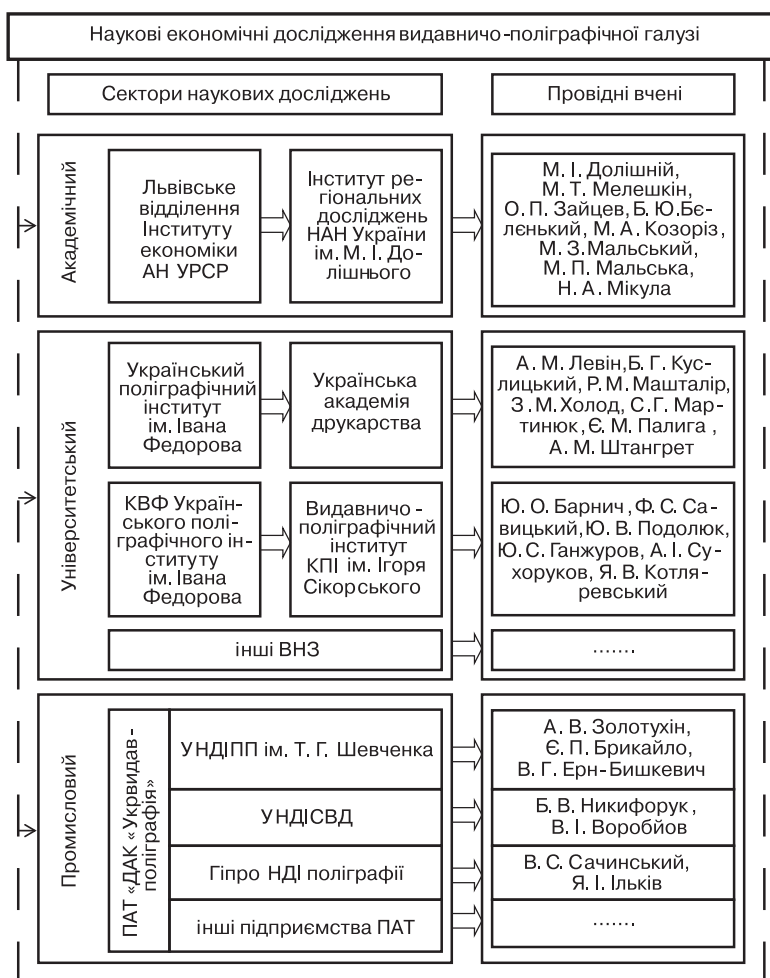 Наукові економічні дослідження видавничо-поліграфічної галузі
Сектори наукових досліджень
Провідні вчені
Академічний
Львівське
відділення
Інституту
економіки
АН УРСР
Інститут ре-
гіональних
досліджень
НАН України
ім. М. І. До-
лішнього
М. І. Долішній,
М. Т. Мелешкін,
О. П. Зайцев, Б. Ю.Бє-
лєнький, М. А. Козоріз,
М. З.Мальський,
М. П. Мальська,
Н. А. Мікула
Університетський
Український
поліграфічний
інститут
ім. Івана
Федорова
Українська
академія
друкарства
А. М. Левін,Б. Г. Кус-
лицький, Р. М. Машталір,
З .М. Холод, С. Г. Мар-
тинюк, Є. М. Палига ,
А. М. Штангрет
КВФ Україн-
ського полі-
графічного ін-
ституту
ім. Івана
Федорова
Видавничо-
поліграфічний
інститут
КПІ ім. Ігоря
Сікорського
Ю. О. Барнич, Ф. С. Са-
вицький,Ю. В. Подолюк,
Ю. С. Ганжуров, А. І. Су-
хоруков, Я. В. Котля-
ревський
інші ВНЗ
.......
Промисловий
ПАТ «ДАК «Укрвидав-
поліграфія»
УНДІПП ім. Т. Г. Шевченка
А. В. Золотухін,
Є. П. Брикайло,
В. Г. Ерн-Бишкевич
УНДІСВД
Б. В. Никифорук ,
В. І. Воробйов
Гіпро НДІ поліграфії
В. С. Сачинський,
Я. І. Ільків
інші підприємства ПАТ
.......